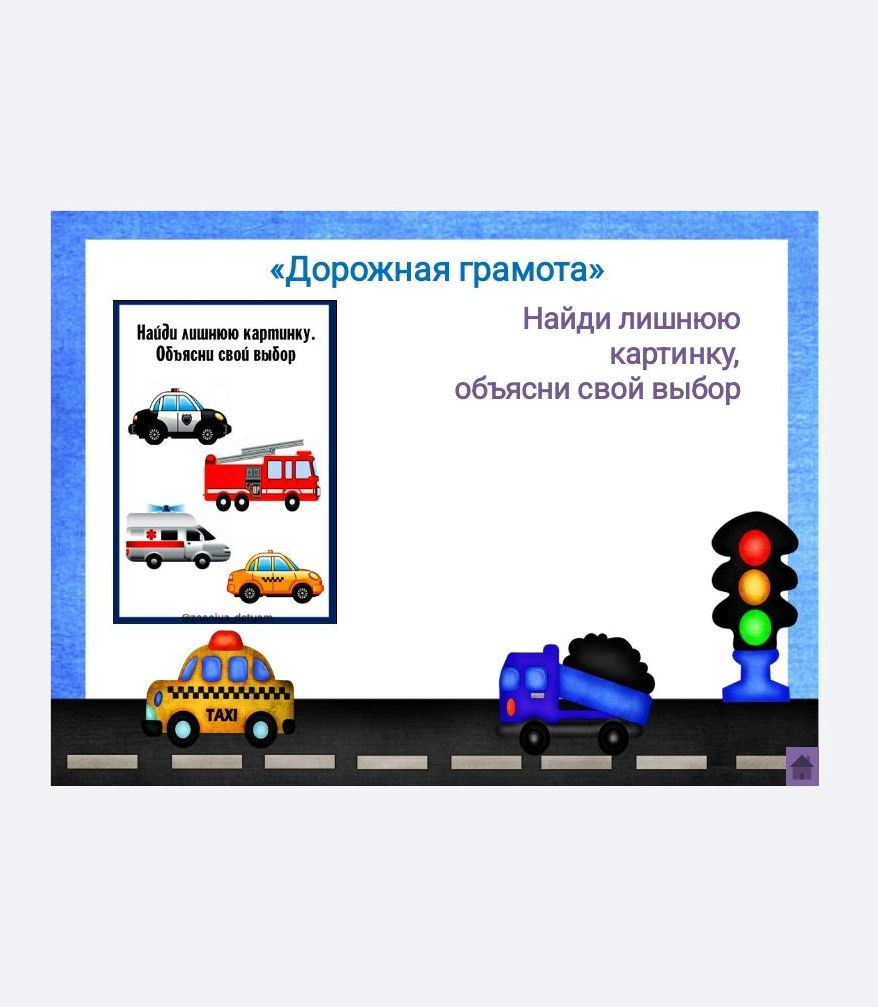 «Дорожная грамота»
Найди лишнюю картинку.
Объясни свой выбор
Найди лишнюю
картинку,
объясни свой выбор
TAXI